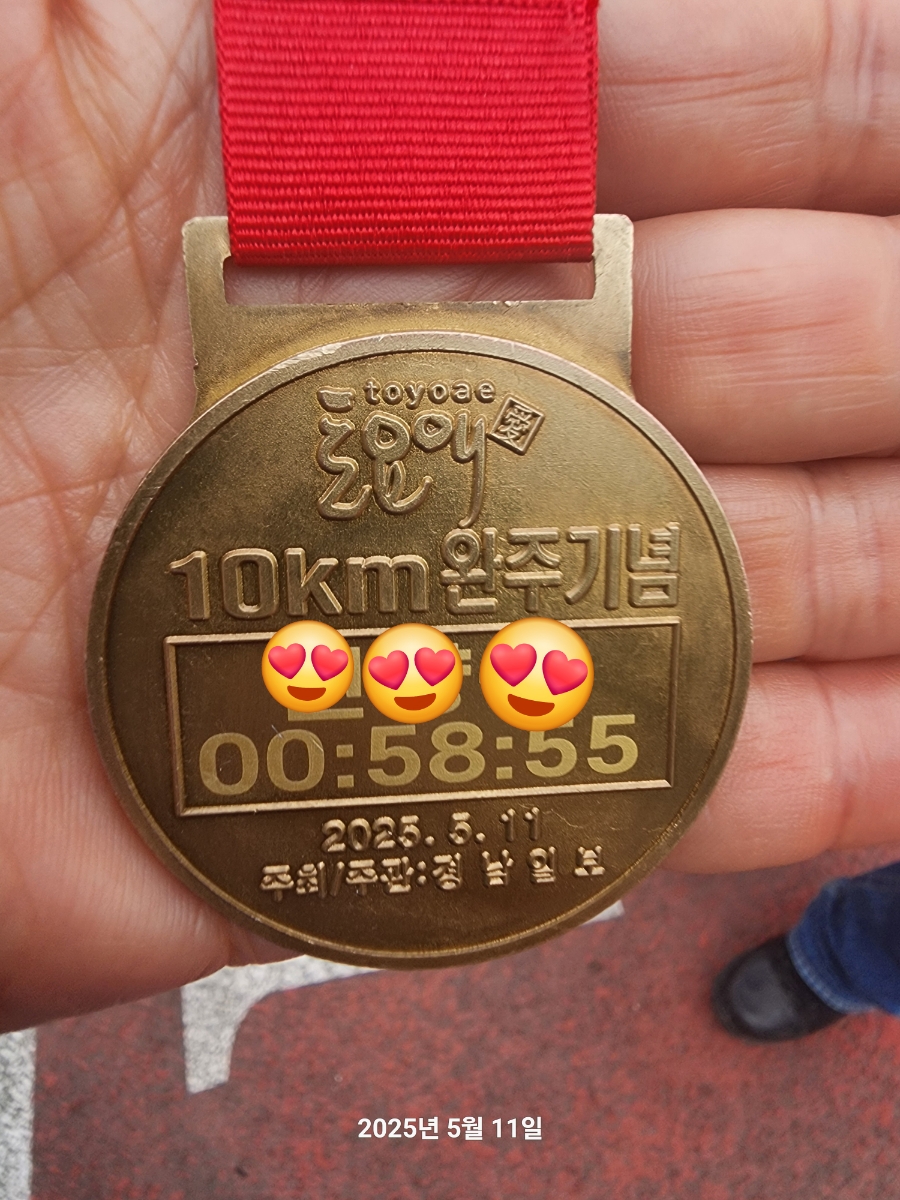 toyoae
토요애
10km 완주기념
00:58:55
2025. 5. 11
주최/주관:경남일보
2025년 5월 11일